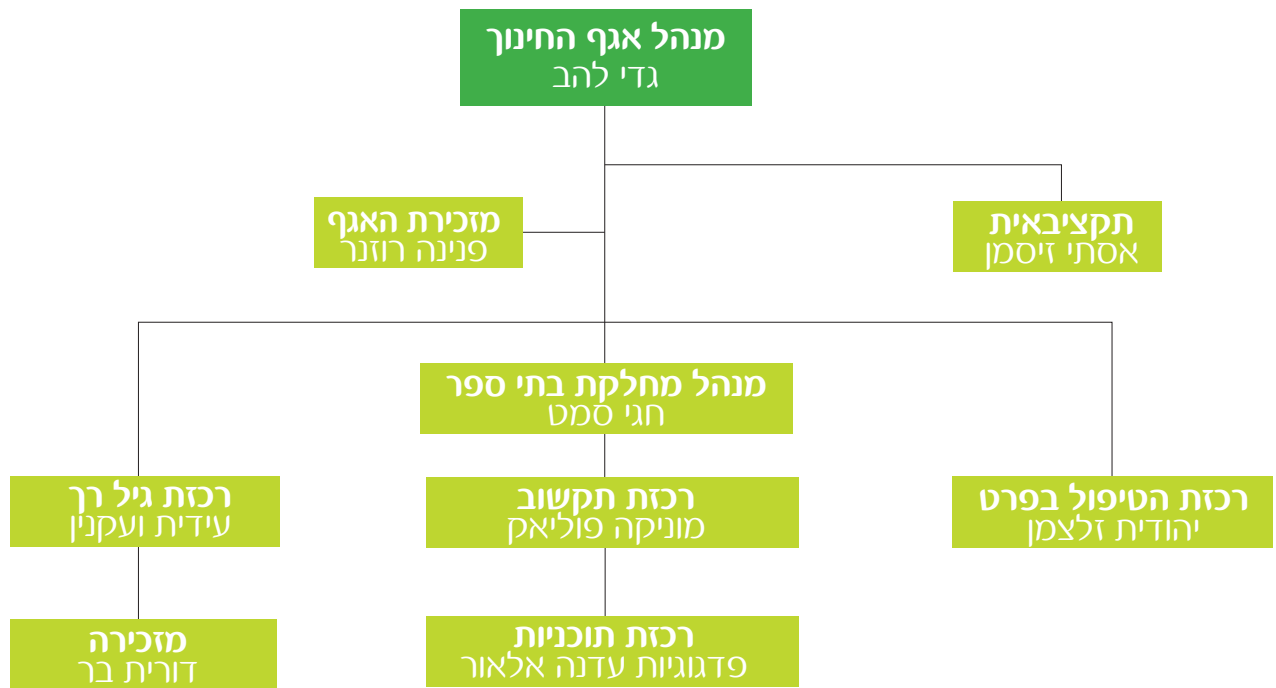 מנהל אגף החינוך
גדי להב
תקציבאית
אסתי זיסמן
מזכירת האגף
פנינה רוזנר
מנהל מחלקת בתי ספר
חגי סמט
רכזת הטיפול בפרט
יהודית זלצמן
רכזת תקשוב
מוניקה פוליאק
רכזת גיל רך
עידית ועקנין
רכזת תוכניות
פדגוגיות עדנה אלאור
מזכירה
דורית בר